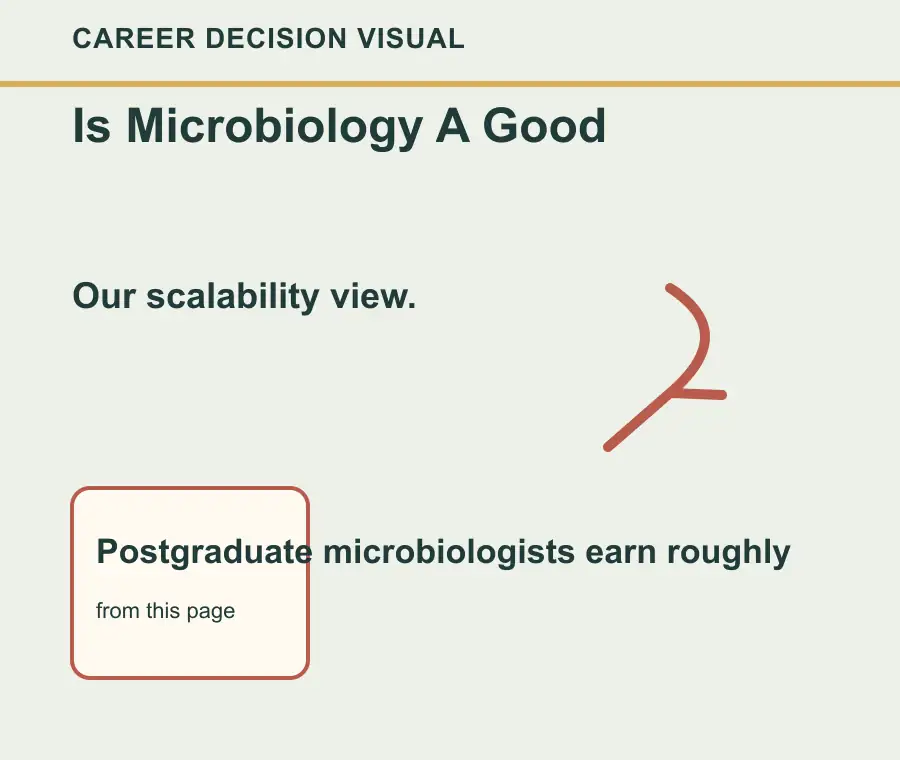 CAREER DECISION VISUAL
Is Microbiology A Good
Our scalability view.
Postgraduate microbiologists earn roughly
from this page